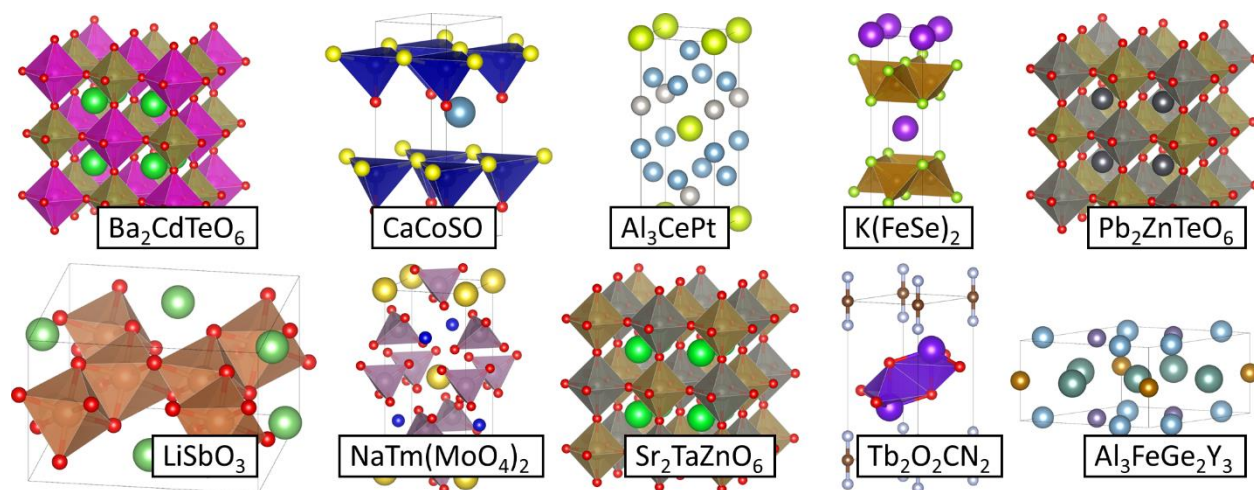 Ba₂CdTeO₆
CaCoSO
Al₃CePt
K(FeSe)₂
Pb₂ZnTeO₆
LiSbO₃
NaTm(MoO₄)₂
Sr₂TaZnO₆
Tb₂O₂CN₂
Al₃FeGe₂Y₃